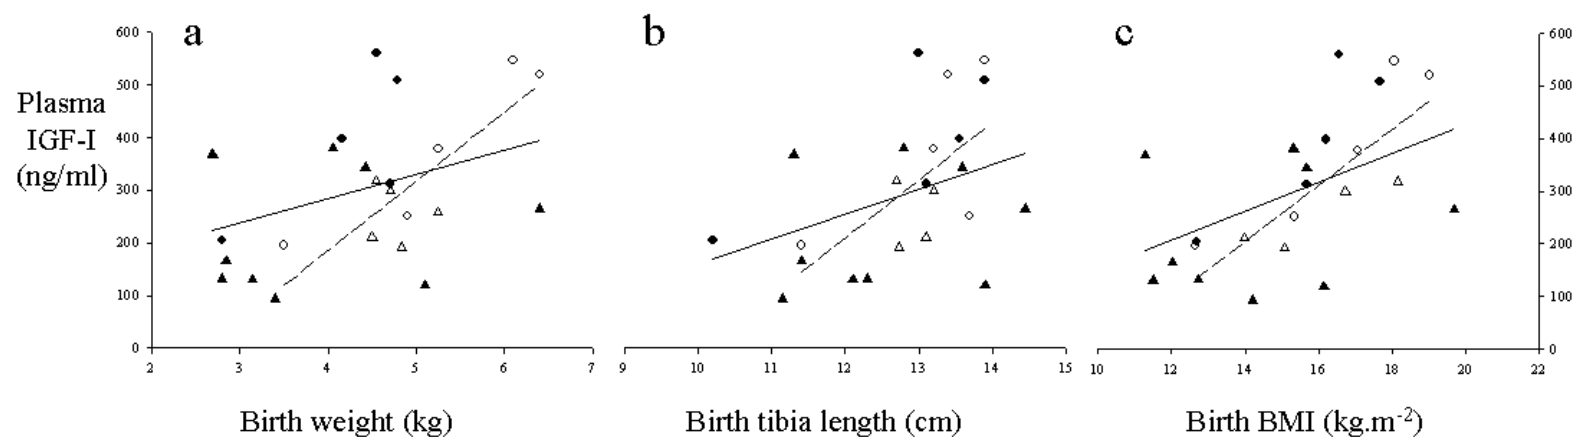 a
b
c
Plasma
IGF-I
(ng/ml)
600
500
400
300
200
100
0
2 3 4 5 6 7
9 10 11 12 13 14 15
10 12 14 16 18 20 22
600
500
400
300
200
100
0
Birth weight (kg)
Birth tibia length (cm)
Birth BMI (kg.m-2)